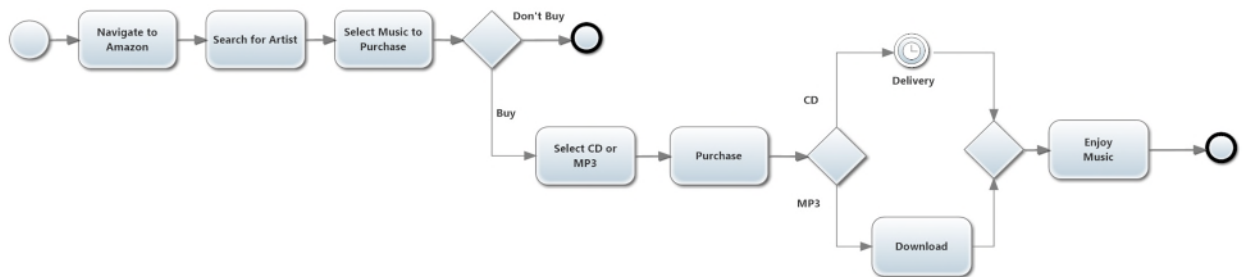 Navigate to
Amazon
Search for Artist
Select Music to
Purchase
Don't Buy
Buy
Select CD or
MP3
Purchase
CD
MP3
Delivery
Download
Enjoy
Music